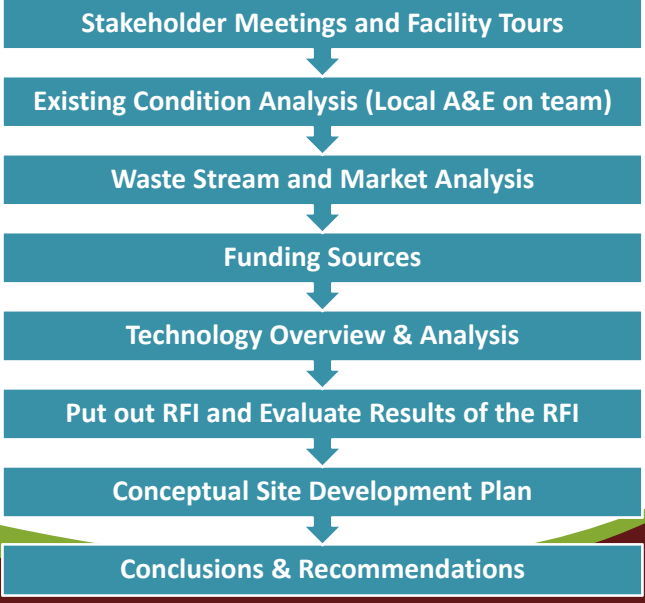 Stakeholder Meetings and Facility Tours
Existing Condition Analysis (Local A&E on team)
Waste Stream and Market Analysis
Funding Sources
Technology Overview & Analysis
Put out RFI and Evaluate Results of the RFI
Conceptual Site Development Plan
Conclusions & Recommendations